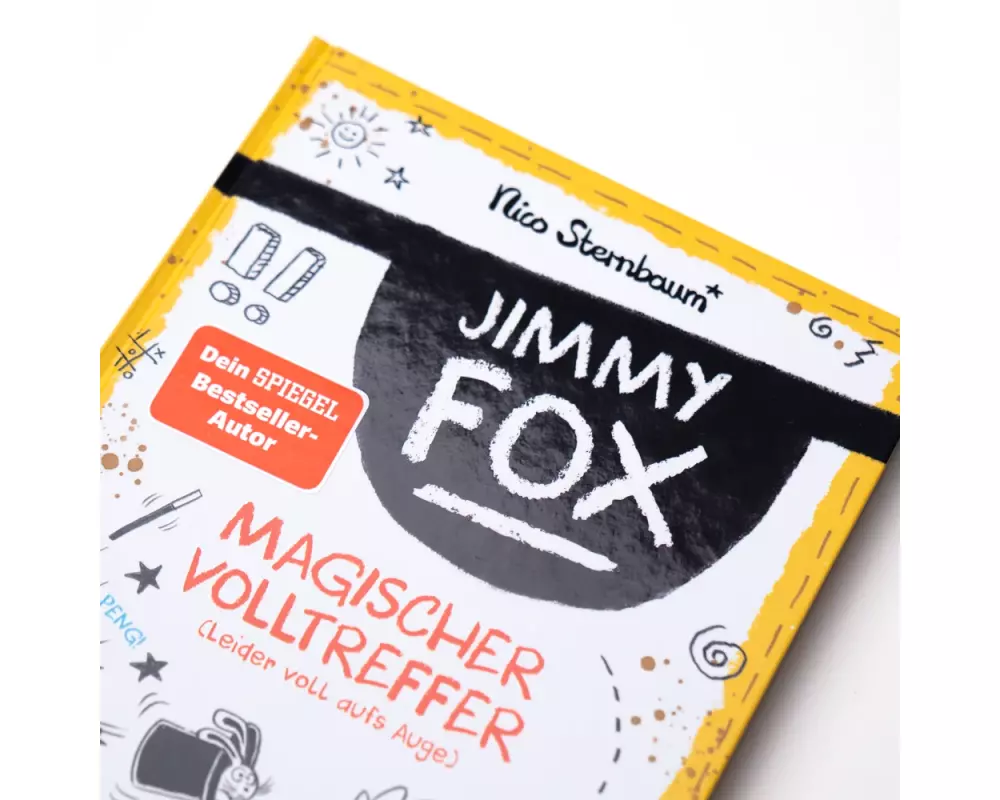 Nico Sternbaum
JIMMY
FOX
Dein SPIEGEL
Bestseller-
Autor
MAGISCHER
VOLLTREFFER
(Leider voll aufs Auge)
PENG!